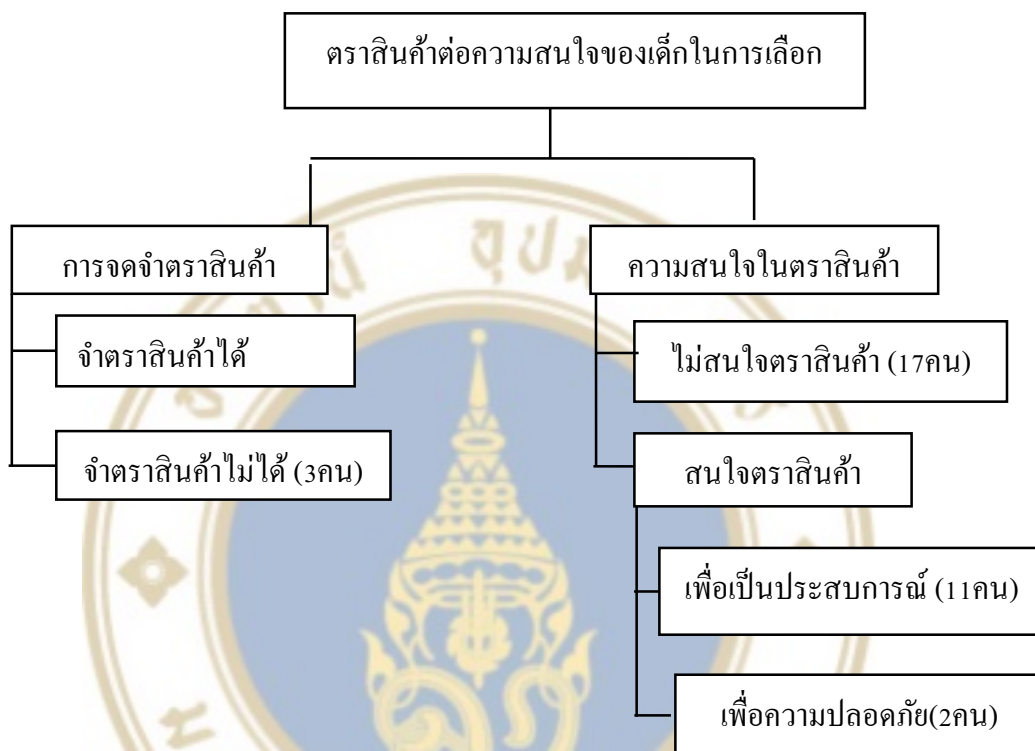 ตราสินค้าต่อความสนใจของเด็กในการเลือก
การจดจำตราสินค้า
จำตราสินค้าได้
จำตราสินค้าไม่ได้ (3คน)
ความสนใจในตราสินค้า
ไม่สนใจตราสินค้า (17คน)
สนใจตราสินค้า
เพื่อเป็นประสบการณ์ (11คน)
เพื่อความปลอดภัย(2คน)